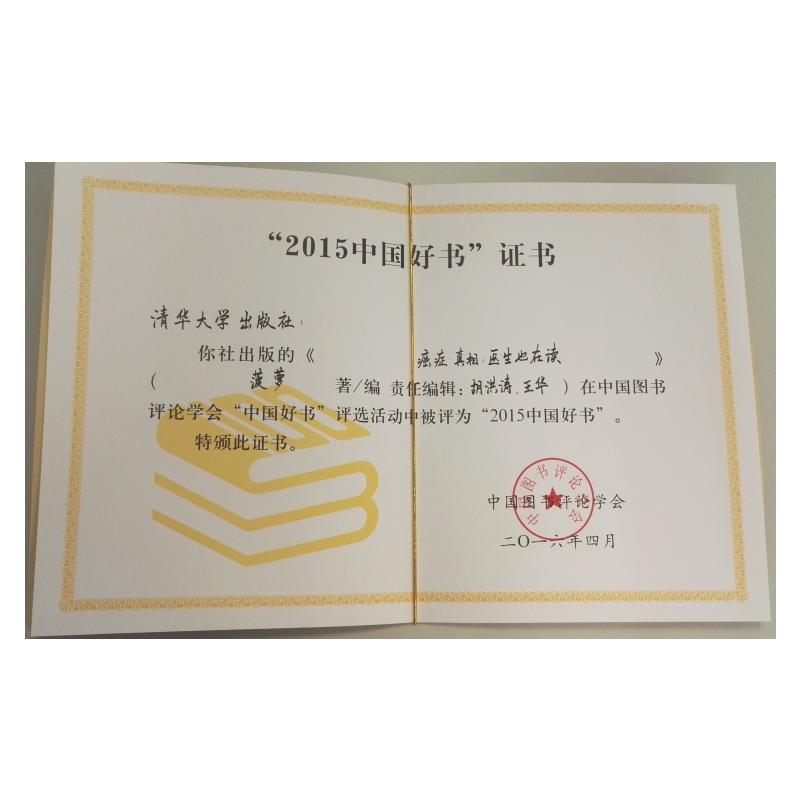 “2015中国好书”证书
清华大学出版社：
你社出版的《 癌症·真相：医生也在读 》
( 菠萝 著/编 责任编辑：胡洪涛、王华 ) 在中国图书
评论学会“中国好书”评选活动中被评为“2015中国好书”。
特颁此证书。
中国图书评论学会
中国图书评论学会
二〇一六年四月